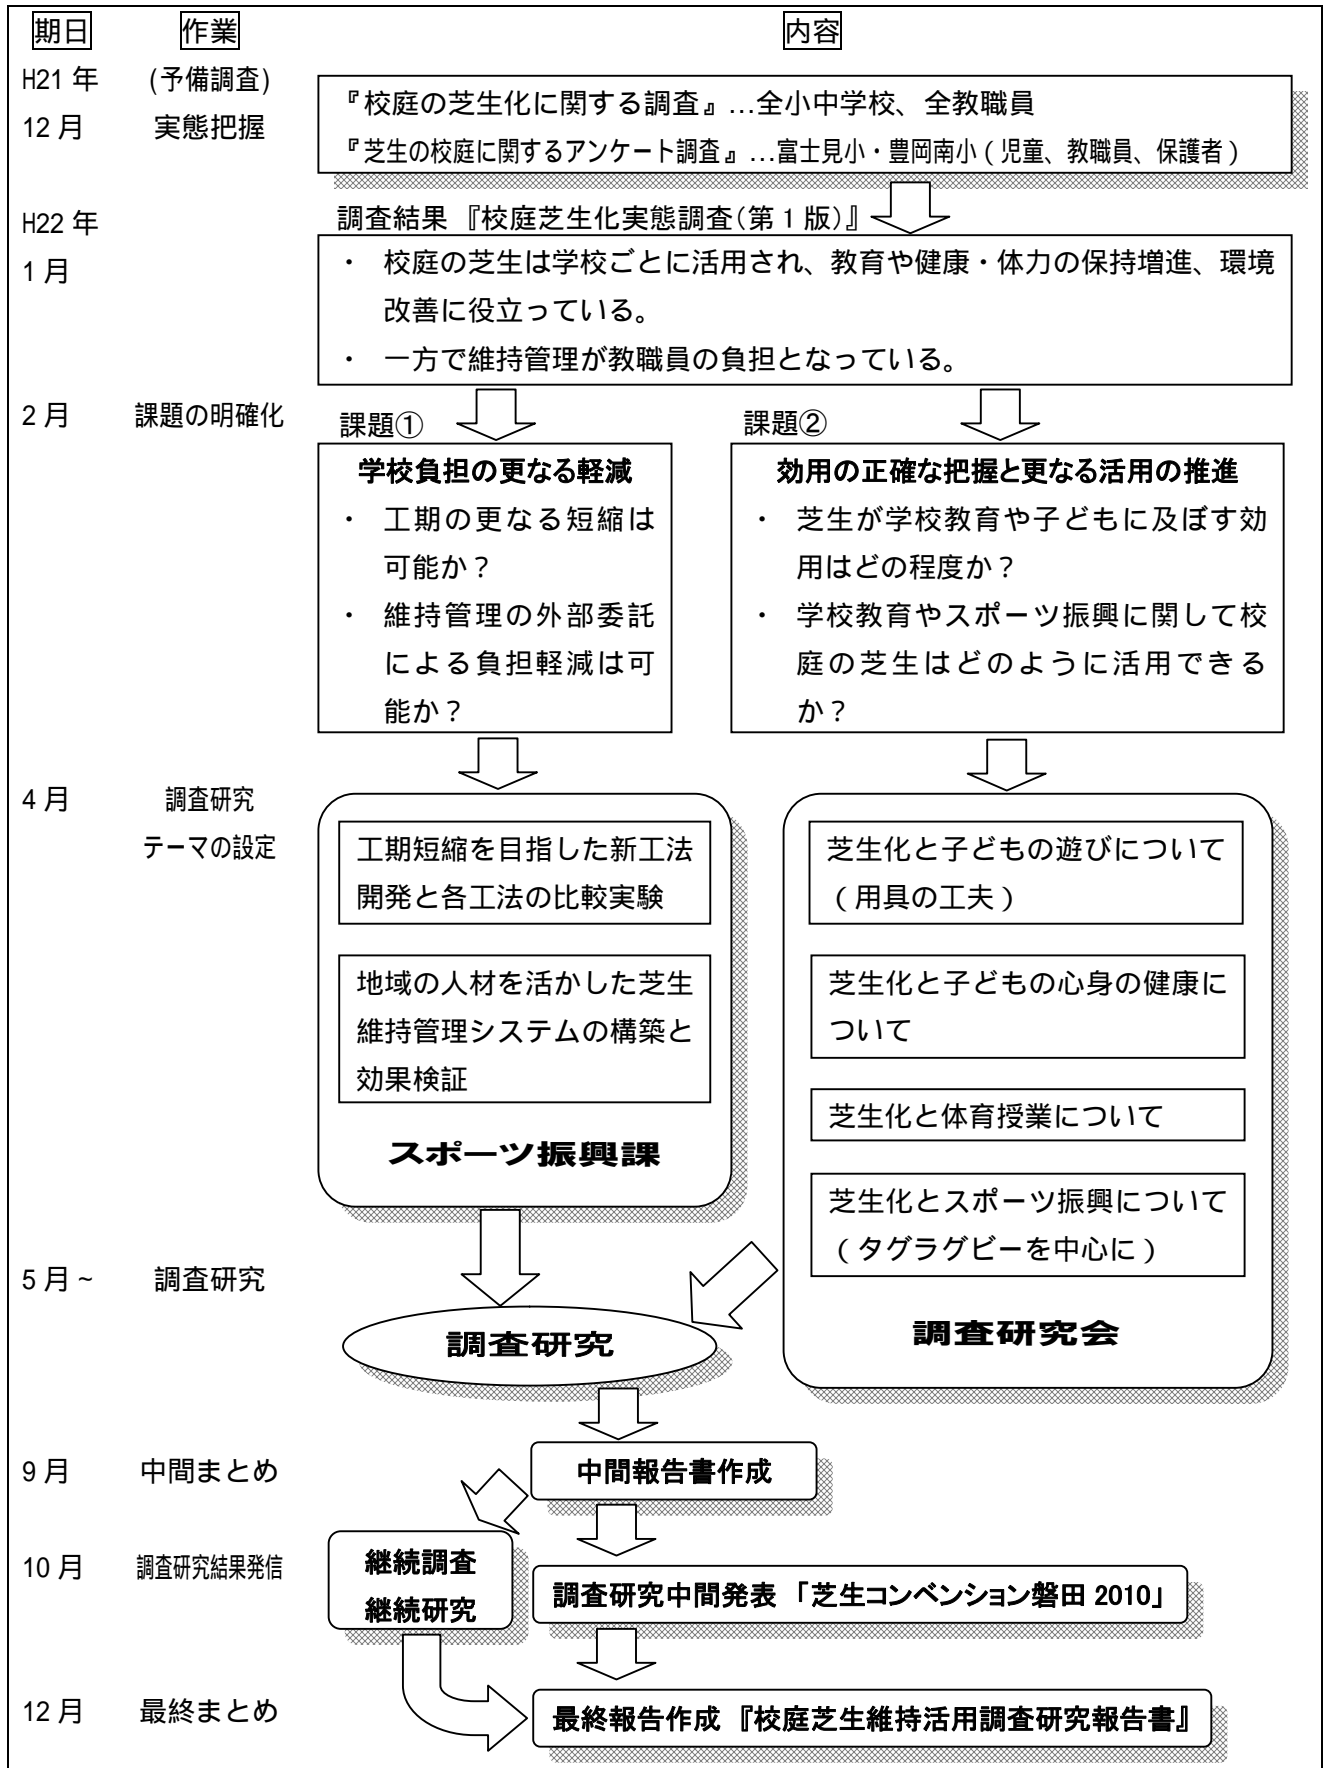 期日 作業 内容
H21年 (予備調査)
12月 実態把握
『校庭の芝生化に関する調査』…全小中学校、全教職員
『芝生の校庭に関するアンケート調査』…富士見小・豊岡南小(児童、教職員、保護者)
H22年
1月
調査結果『校庭芝生化実態調査(第1版)』
・ 校庭の芝生は学校ごとに活用され、教育や健康・体力の保持増進、環境
改善に役立っている。
・ 一方で維持管理が教職員の負担となっている。
2月 課題の明確化
課題①
学校負担の更なる軽減
・ 工期の更なる短縮は
可能か?
・ 維持管理の外部委託
による負担軽減は可
能か?
課題②
効用の正確な把握と更なる活用の推進
・ 芝生が学校教育や子どもに及ぼす効
用はどの程度か?
・ 学校教育やスポーツ振興に関して校
庭の芝生はどのように活用できる
か?
4月 調査研究
テーマの設定
工期短縮を目指した新工法
開発と各工法の比較実験
地域の人材を活かした芝生
維持管理システムの構築と
効果検証
スポーツ振興課
芝生化と子どもの遊びについて
(用具の工夫)
芝生化と子どもの心身の健康に
ついて
芝生化と体育授業について
芝生化とスポーツ振興について
(タグラグビーを中心に)
調査研究会
5月~ 調査研究
調査研究
9月 中間まとめ
中間報告書作成
10月 調査研究結果発信
継続調査
継続研究
調査研究中間発表「芝生コンベンション磐田2010」
12月 最終まとめ
最終報告作成『校庭芝生維持活用調査研究報告書』